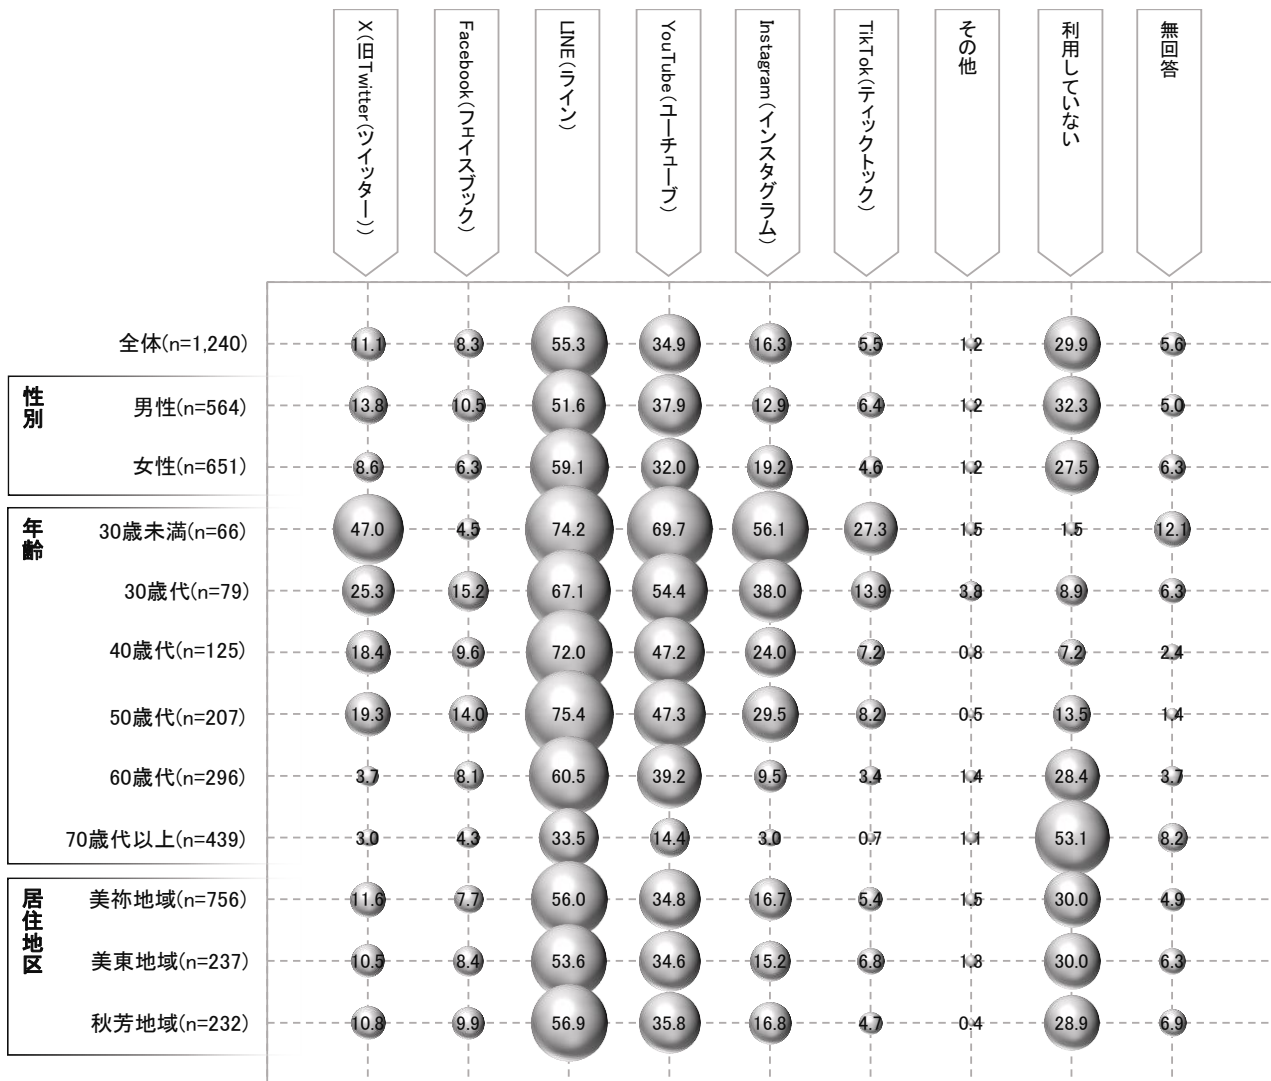 X(旧Twitter(ツイッター))
Facebook(フェイスブック)
LINE(ライン)
YouTube(ユーチューブ)
Instagram(インスタグラム)
TikTok(ティックトック)
その他
利用していない
無回答
全体(n=1,240) 11.1 8.3 55.3 34.9 16.3 5.5 1.2 29.9 5.6
性別
男性(n=564) 13.8 10.5 51.6 37.9 12.9 6.4 1.2 32.3 5.0
女性(n=651) 8.6 6.3 59.1 32.0 19.2 4.6 1.2 27.5 6.3
年齢
30歳未満(n=66) 47.0 4.5 74.2 69.7 56.1 27.3 1.5 1.5 12.1
30歳代(n=79) 25.3 15.2 67.1 54.4 38.0 13.9 3.8 8.9 6.3
40歳代(n=125) 18.4 9.6 72.0 47.2 24.0 7.2 0.8 7.2 2.4
50歳代(n=207) 19.3 14.0 75.4 47.3 29.5 8.2 0.5 13.5 1.4
60歳代(n=296) 3.7 8.1 60.5 39.2 9.5 3.4 1.4 28.4 3.7
70歳代以上(n=439) 3.0 4.3 33.5 14.4 3.0 0.7 1.1 53.1 8.2
居住地区
美祢地域(n=756) 11.6 7.7 56.0 34.8 16.7 5.4 1.5 30.0 4.9
美東地域(n=237) 10.5 8.4 53.6 34.6 15.2 6.8 1.3 30.0 6.3
秋芳地域(n=232) 10.8 9.9 56.9 35.8 16.8 4.7 0.4 28.9 6.9